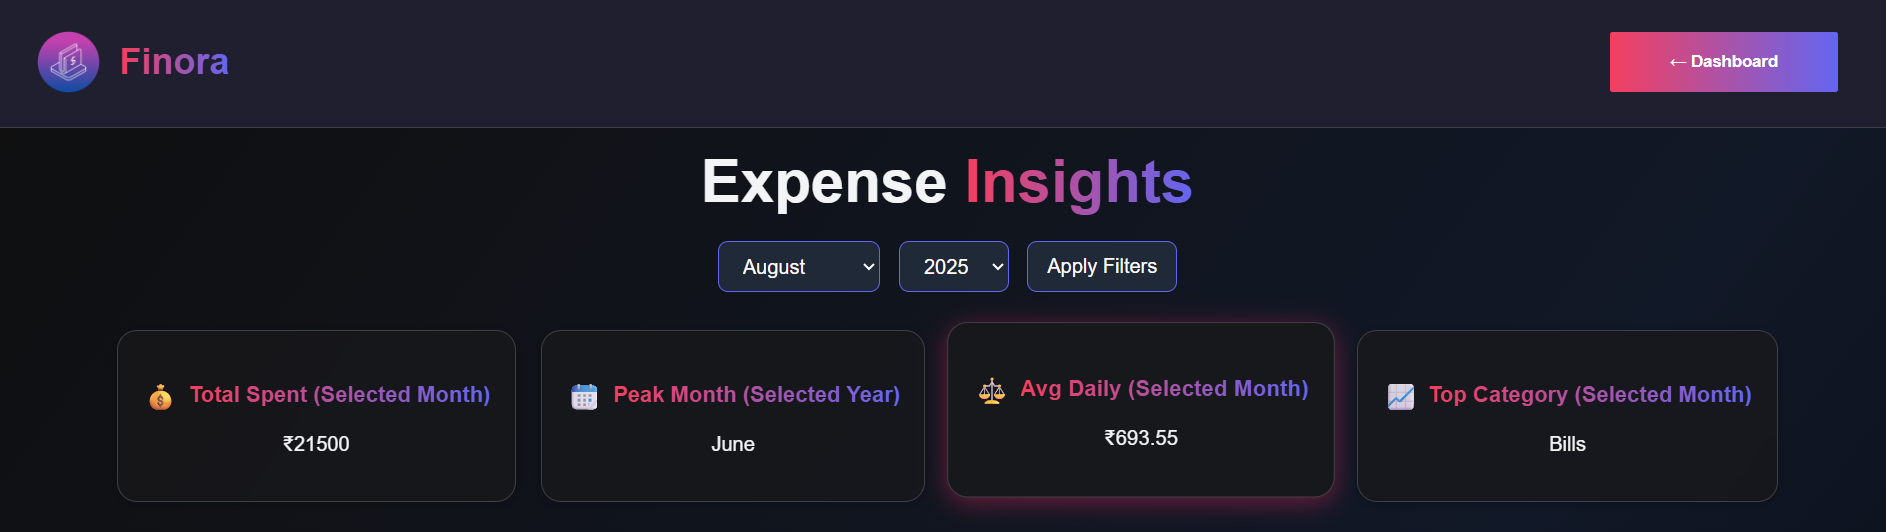 Finora
← Dashboard
Expense Insights
August
2025
Apply Filters
Total Spent (Selected Month)
₹21500
Peak Month (Selected Year)
June
Avg Daily (Selected Month)
₹693.55
Top Category (Selected Month)
Bills